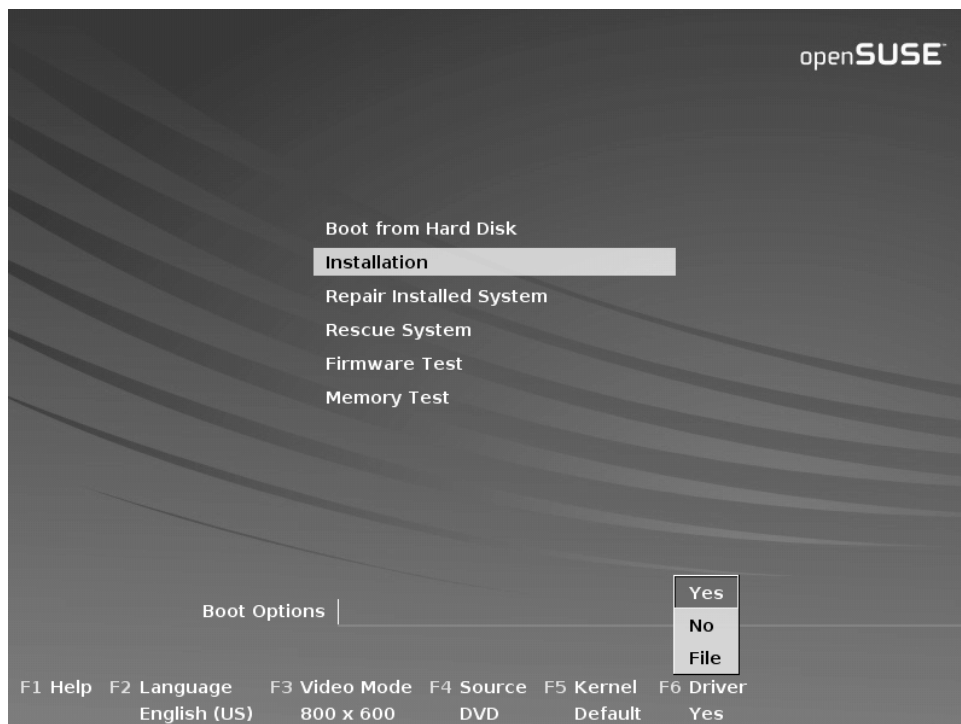 openSUSE™
Boot from Hard Disk
Installation
Repair Installed System
Rescue System
Firmware Test
Memory Test
Boot Options
Yes
No
File
F1 Help F2 Language F3 Video Mode F4 Source F5 Kernel F6 Driver
English (US) 800 x 600 DVD Default Yes